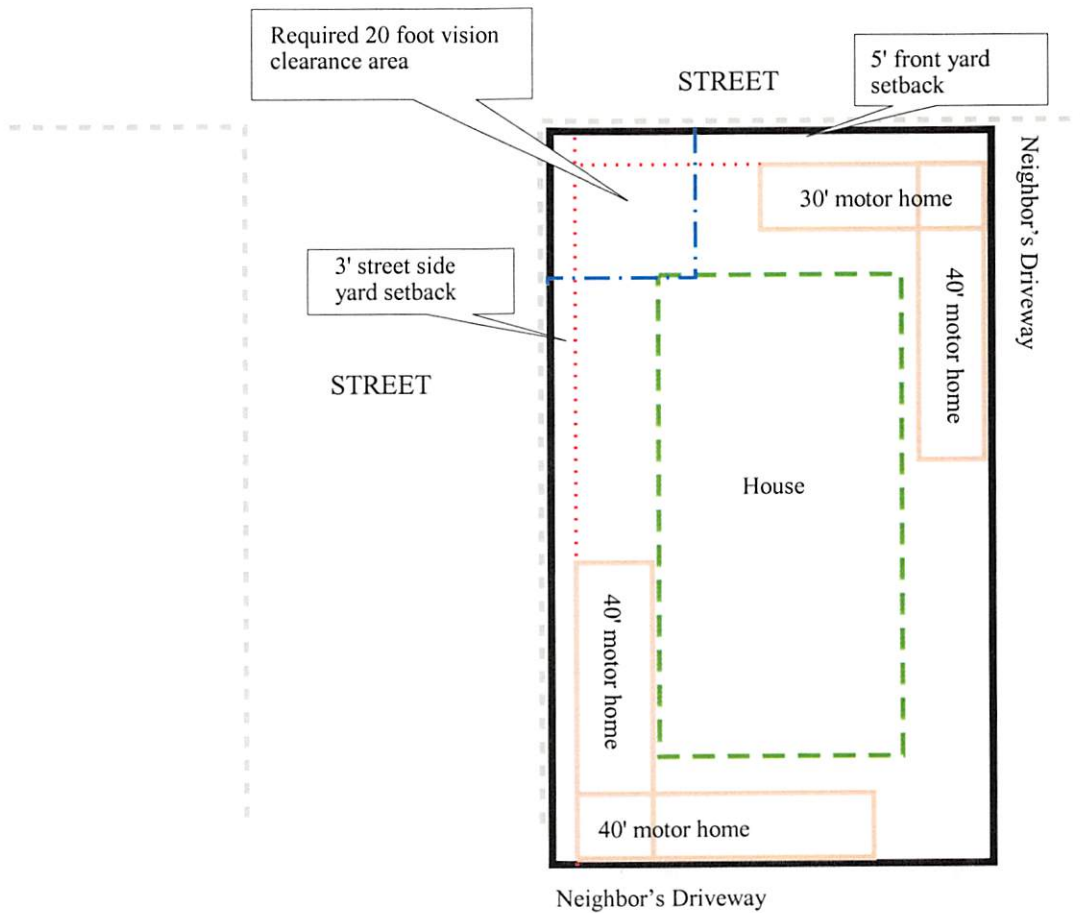 Required 20 foot vision
clearance area
STREET
5' front yard
setback
Neighbor's Driveway
30' motor home
40' motor home
3' street side
yard setback
STREET
House
40' motor home
40' motor home
Neighbor's Driveway